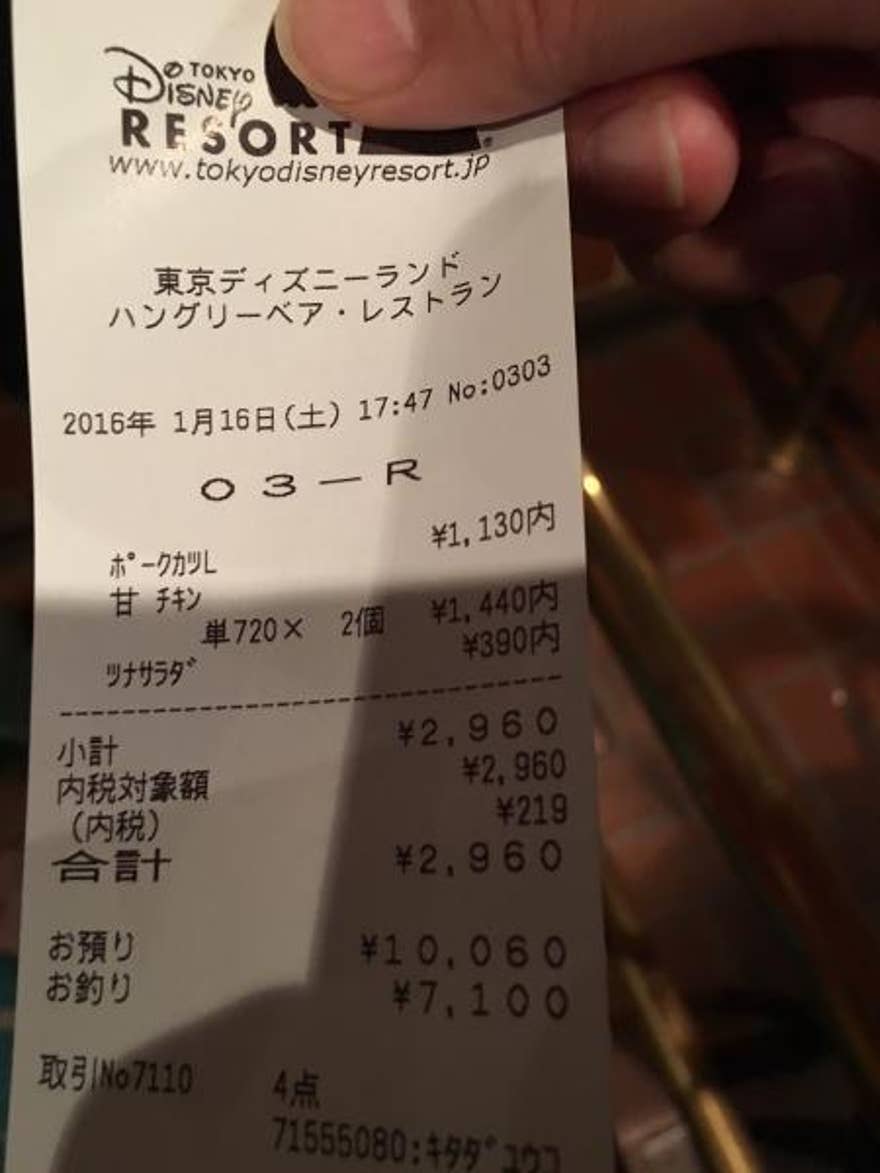 TOKYO
DISNEY
RESORT®
www.tokyodisneyresort.jp
東京ディズニーランド
ハングリーベア・レストラン
2016年 1月16日(土) 17:47 No:0303
03-R
ﾎﾟｰｸｶﾂL ¥1,130内
甘 ﾁｷﾝ
単720× 2個 ¥1,440内
ﾂﾅｻﾗﾀﾞ ¥390内
小計 ¥2,960
内税対象額 ¥2,960
(内税) ¥219
合計 ¥2,960
お預り ¥10,060
お釣り ¥7,100
取引No7110 4点
71555080:ｷﾀﾀﾞ ﾕｳｺ